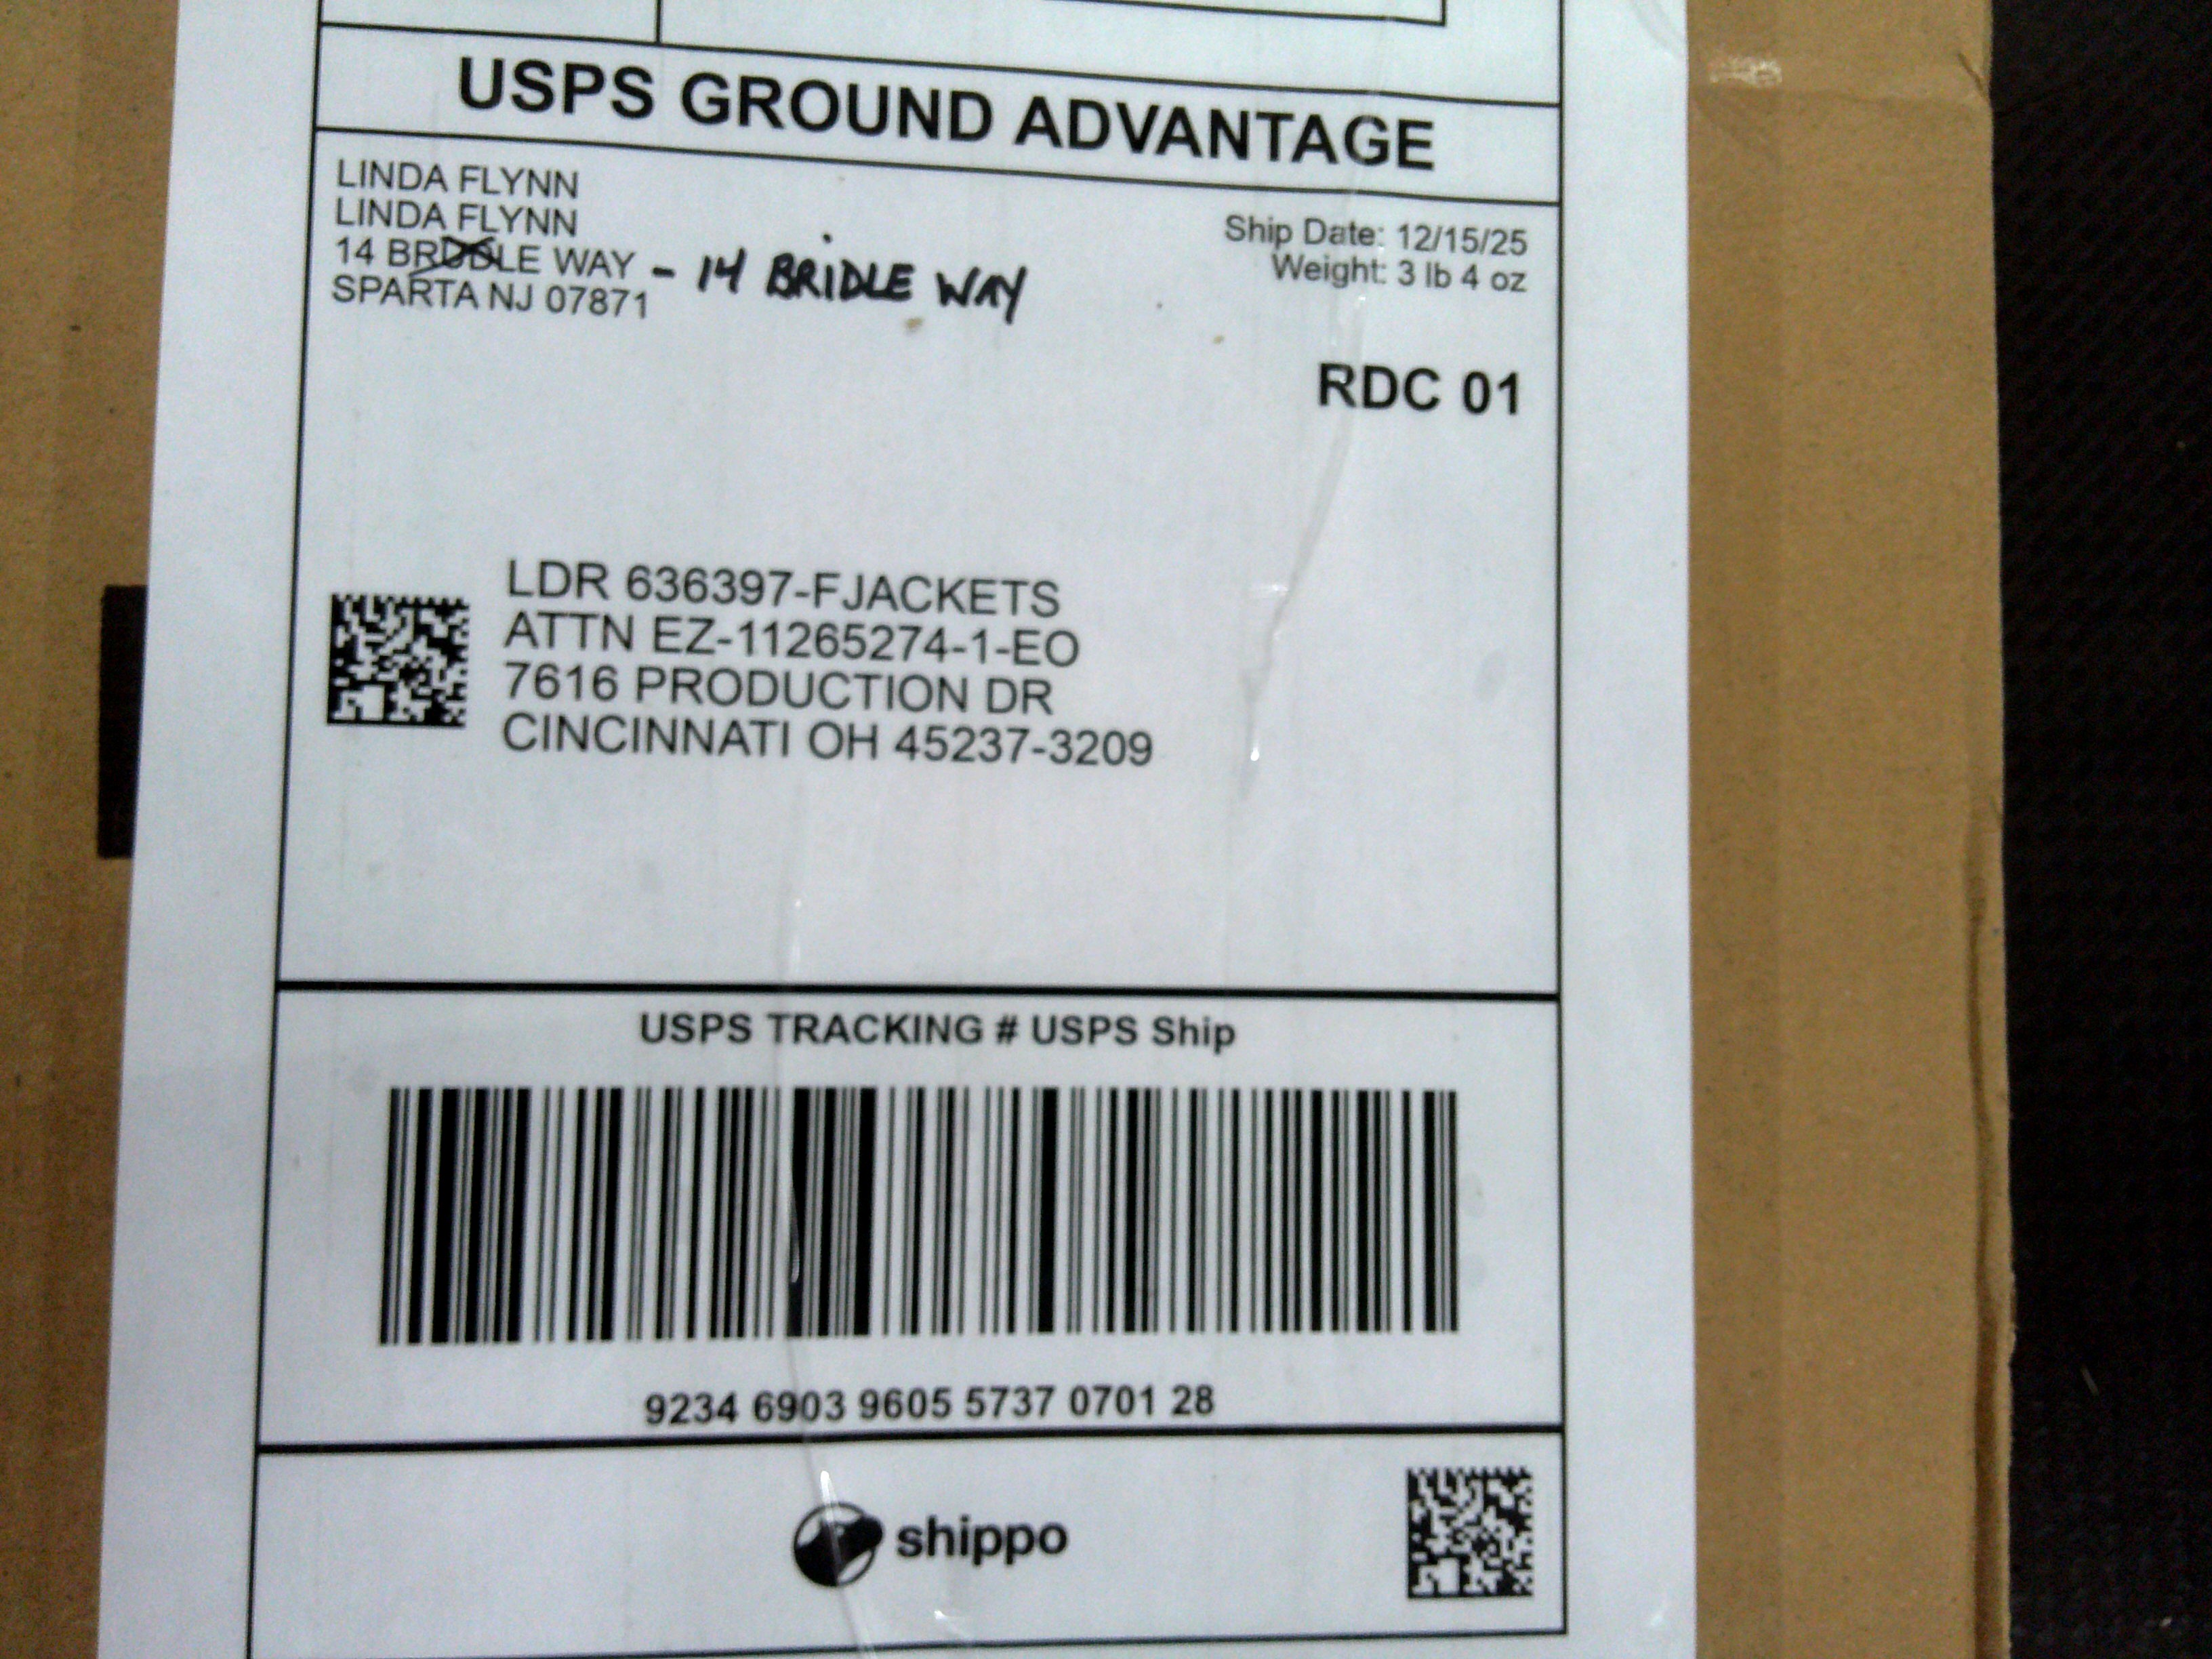 USPS GROUND ADVANTAGE
LINDA FLYNN
LINDA FLYNN
14 BRUDLE WAY - 14 BRIDLE WAY
SPARTA NJ 07871
Ship Date: 12/15/25
Weight: 3 lb 4 oz
RDC 01
LDR 636397-FJACKETS
ATTN EZ-11265274-1-EO
7616 PRODUCTION DR
CINCINNATI OH 45237-3209
USPS TRACKING # USPS Ship
9234 6903 9605 5737 0701 28
shippo